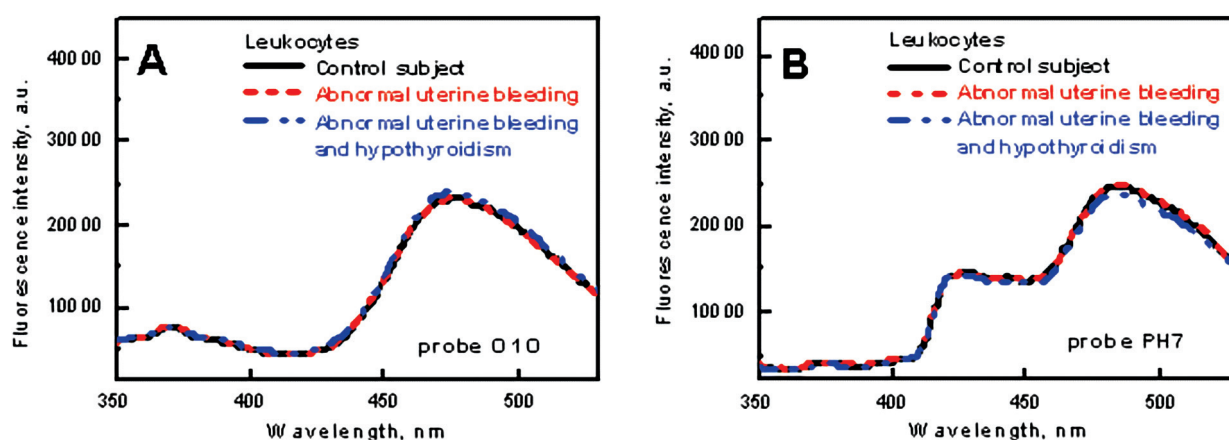 A
Leukocytes
Control subject
Abnormal uterine bleeding
Abnormal uterine bleeding
and hypothyroidism
Fluorescence intensity, a.u.
40000
30000
20000
10000
probe O1O
350
400
450
500
Wavelength, nm
B
Leukocytes
Control subject
Abnormal uterine bleeding
Abnormal uterine bleeding
and hypothyroidism
Fluorescence intensity, a.u.
40000
30000
20000
10000
probe PH7
350
400
450
500
Wavelength, nm